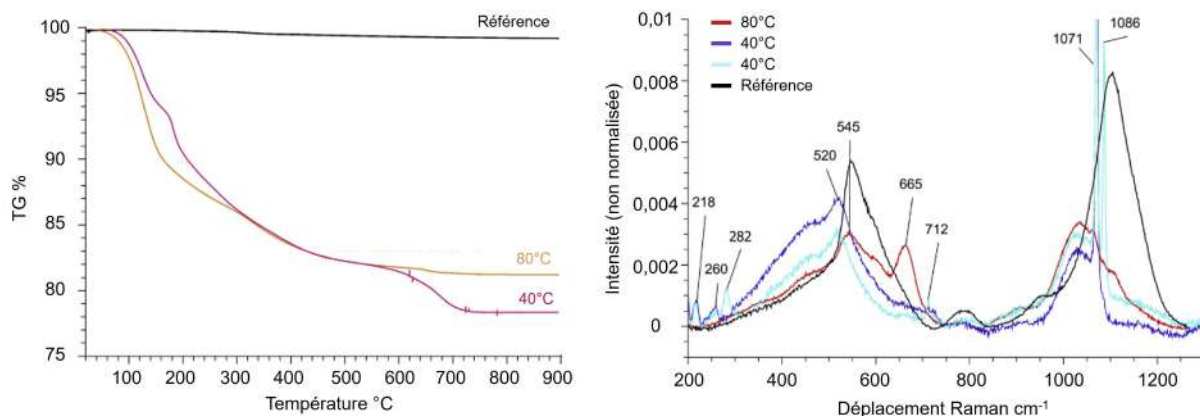 Référence
100
95
90
85
80
75
TG %
80°C
40°C
100 200 300 400 500 600 700 800 900
Température °C
0,01
0,008
0,006
0,004
0,002
0
-0,001
Intensité (non normalisée)
80°C
40°C
40°C
Référence
1071
1086
545
520
665
218
282
260
712
200 400 600 800 1000 1200
Déplacement Raman cm-1